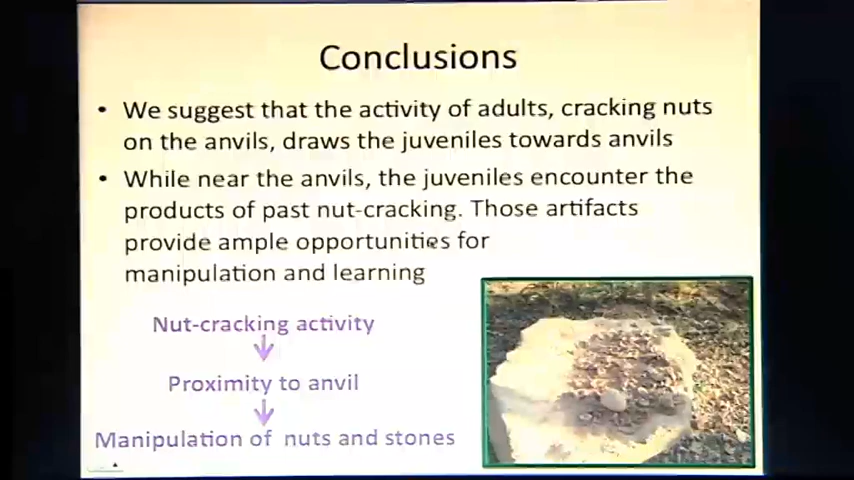 Conclusions
• We suggest that the activity of adults, cracking nuts
on the anvils, draws the juveniles towards anvils
• While near the anvils, the juveniles encounter the
products of past nut-cracking. Those artifacts
provide ample opportunities for
manipulation and learning
Nut-cracking activity
Proximity to anvil
Manipulation of nuts and stones